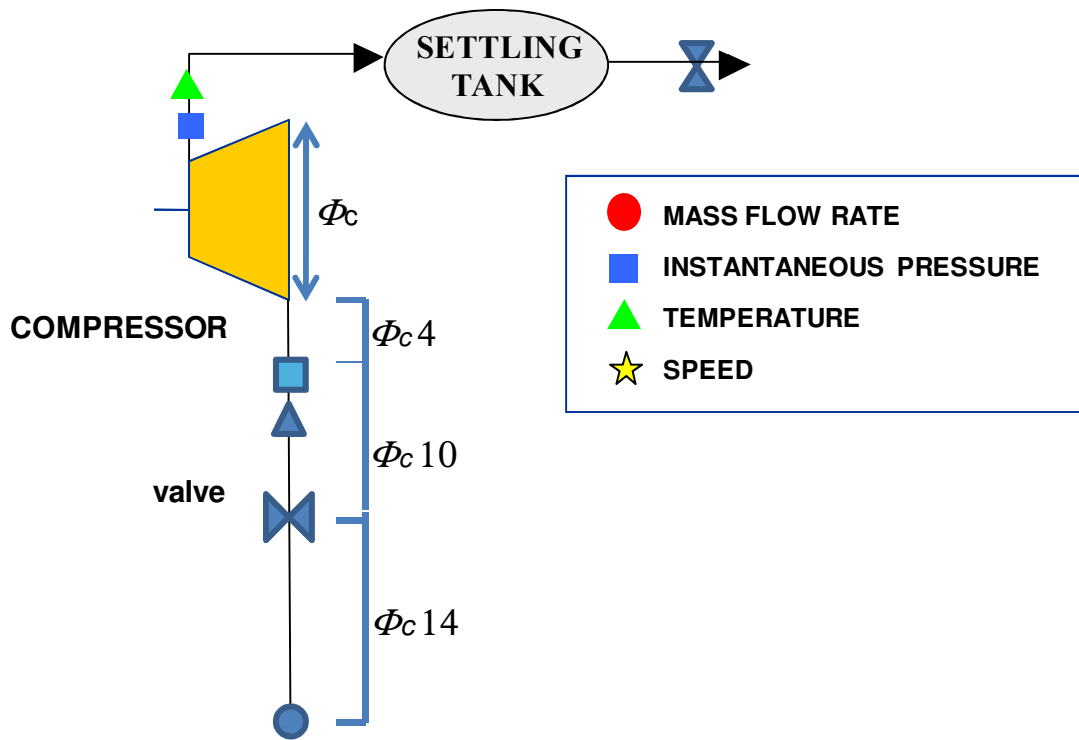 SETTLING
TANK
Φc
MASS FLOW RATE
INSTANTANEOUS PRESSURE
TEMPERATURE
SPEED
COMPRESSOR
Φc 4
Φc 10
valve
Φc 14